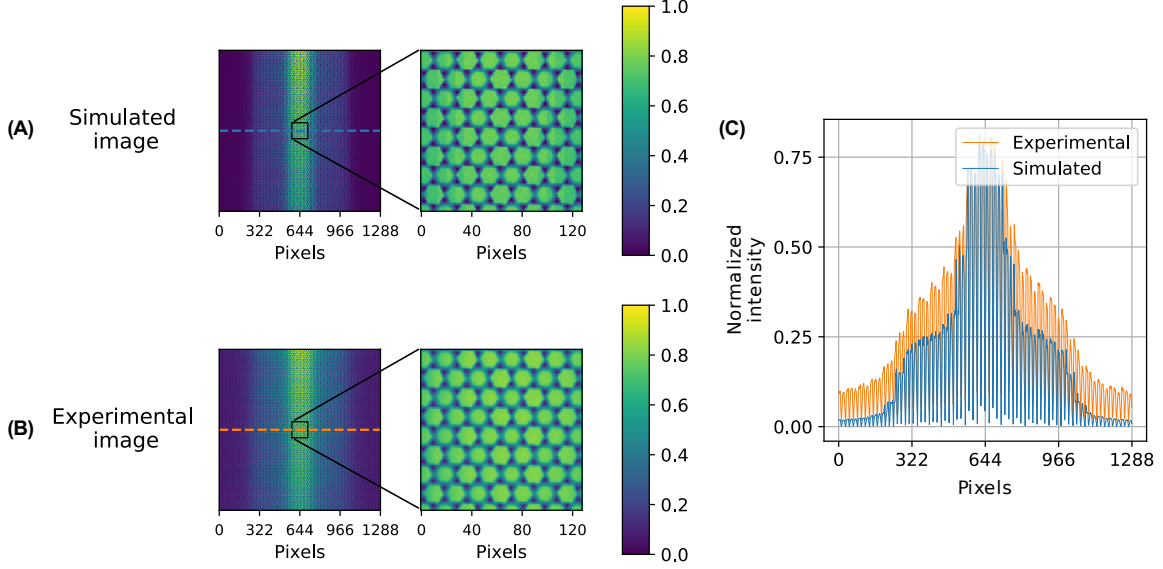 (A)
Simulated
image
0 322 644 966 1288
Pixels
0 40 80 120
Pixels
1.0
0.8
0.6
0.4
0.2
0.0
(B)
Experimental
image
0 322 644 966 1288
Pixels
0 40 80 120
Pixels
1.0
0.8
0.6
0.4
0.2
0.0
(C)
Experimental
Simulated
Normalized
intensity
0.75
0.50
0.25
0.00
0 322 644 966 1288
Pixels